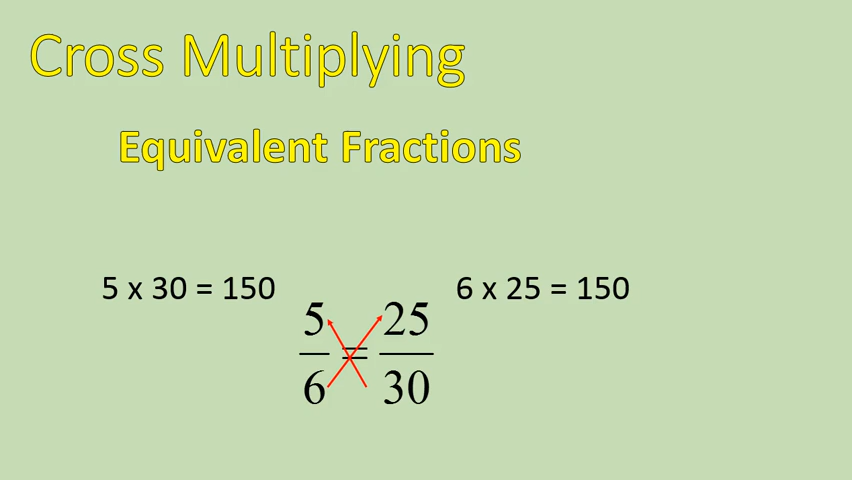 Cross Multiplying
Equivalent Fractions
5 x 30 = 150
6 x 25 = 150
5/6 = 25/30